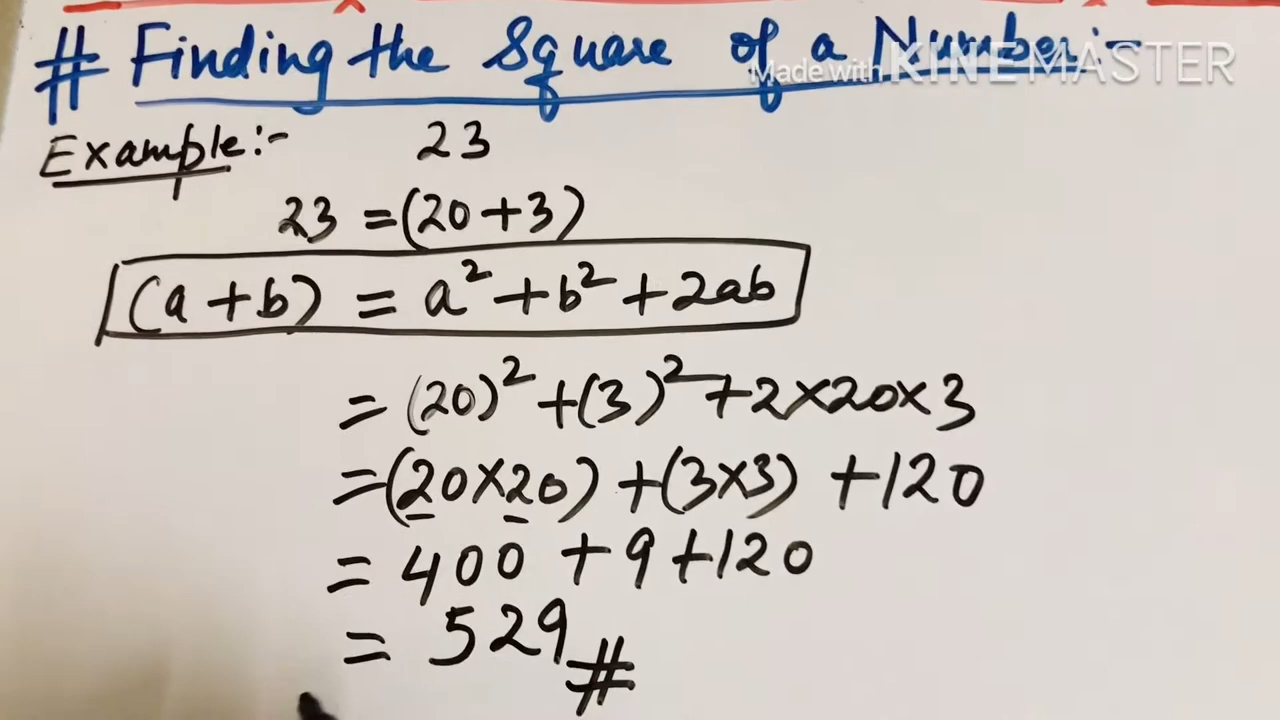 # Finding the Square of a Number:-
Made with KINEMASTER
Example:- 23
23 = (20+3)
(a+b) = a²+b²+2ab
= (20)²+(3)²+2×20×3
=(20×20)+(3×3)+120
= 400+9+120
= 529 #